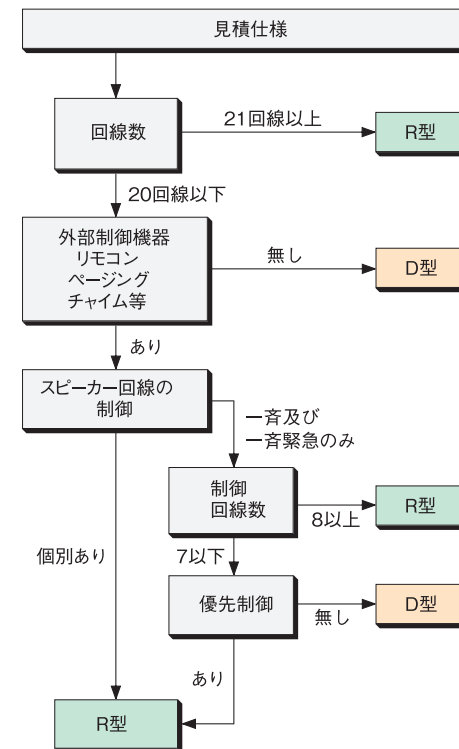 見積仕様
回線数
21回線以上
R型
20回線以下
外部制御機器
リモコン
ページング
チャイム等
無し
D型
あり
スピーカー回線の
制御
一斉及び
一斉緊急のみ
制御
回線数
8以上
R型
個別あり
7以下
優先制御
無し
D型
あり
R型